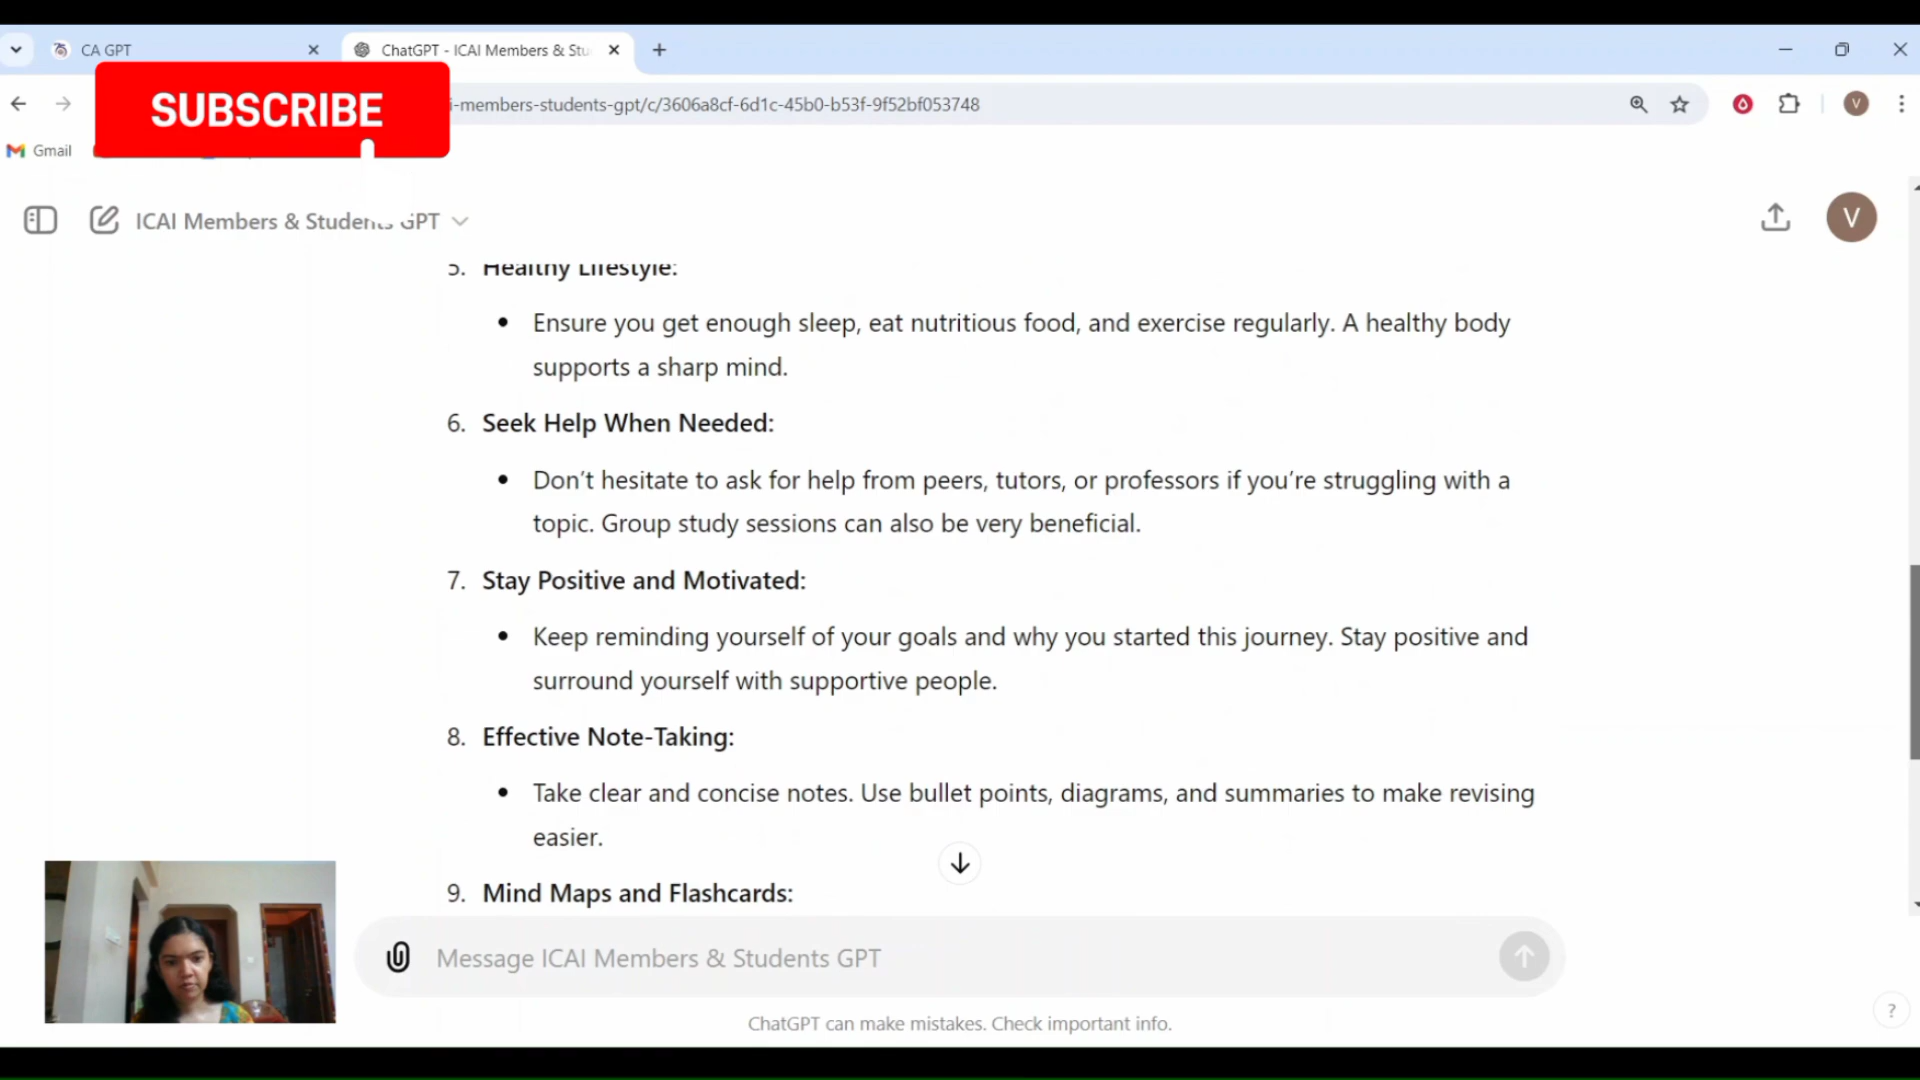 CA GPT
ChatGPT - ICAI Members & Stu
SUBSCRIBE
i-members-students-gpt/c/3606a8cf-6d1c-45b0-b53f-9f52bf053748
V
Gmail
ICAI Members & Students GPT
V
5. Healthy Lifestyle:
• Ensure you get enough sleep, eat nutritious food, and exercise regularly. A healthy body
supports a sharp mind.
6. Seek Help When Needed:
• Don’t hesitate to ask for help from peers, tutors, or professors if you’re struggling with a
topic. Group study sessions can also be very beneficial.
7. Stay Positive and Motivated:
• Keep reminding yourself of your goals and why you started this journey. Stay positive and
surround yourself with supportive people.
8. Effective Note-Taking:
• Take clear and concise notes. Use bullet points, diagrams, and summaries to make revising
easier.
9. Mind Maps and Flashcards:
Message ICAI Members & Students GPT
ChatGPT can make mistakes. Check important info.
?